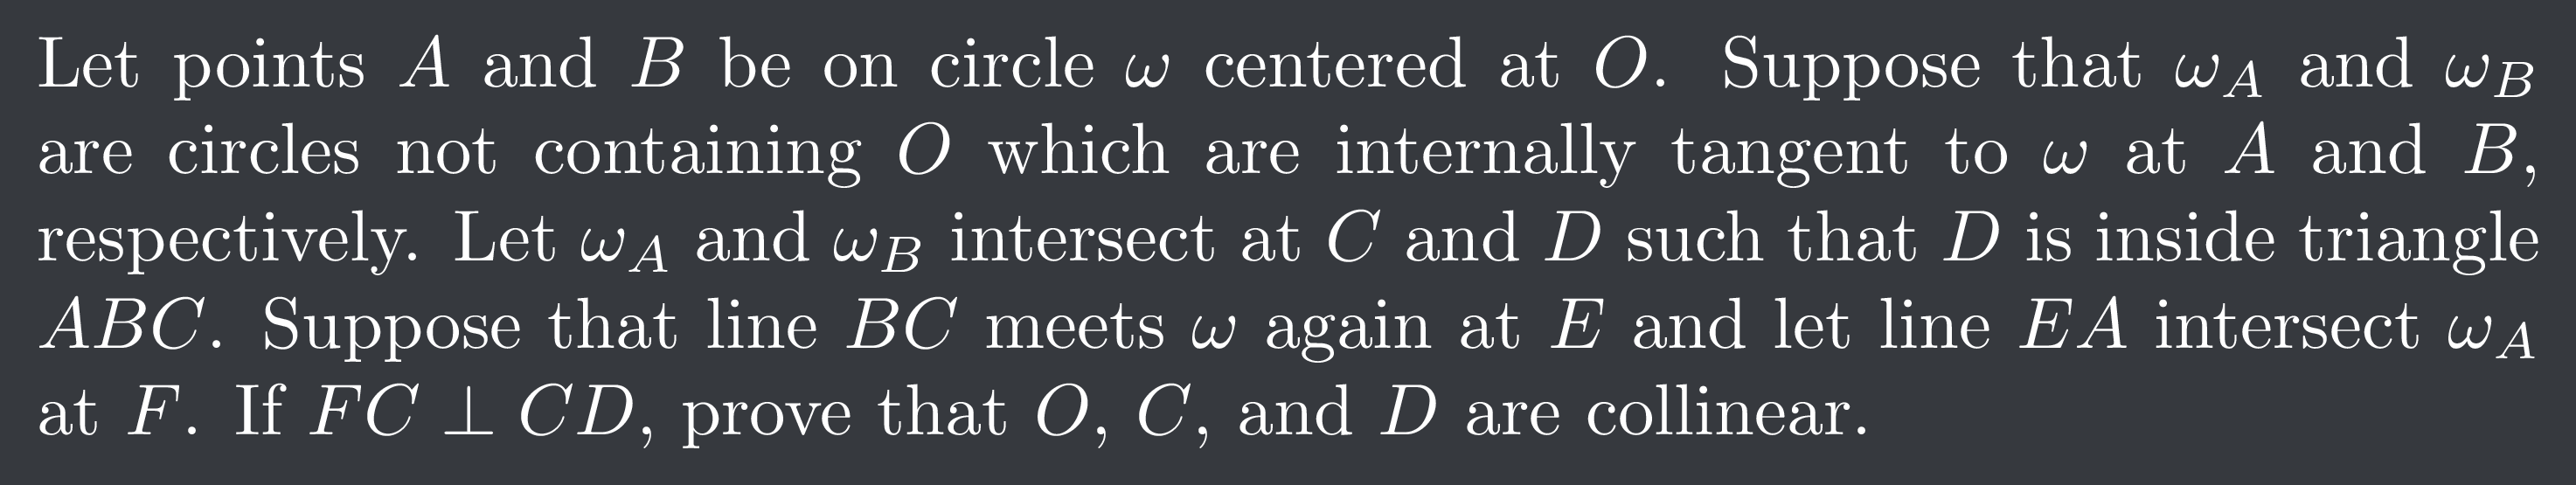 Let points A and B be on circle ω centered at O. Suppose that ω_A and ω_B
are circles not containing O which are internally tangent to ω at A and B,
respectively. Let ω_A and ω_B intersect at C and D such that D is inside triangle
ABC. Suppose that line BC meets ω again at E and let line EA intersect ω_A
at F. If FC ⊥ CD, prove that O, C, and D are collinear.